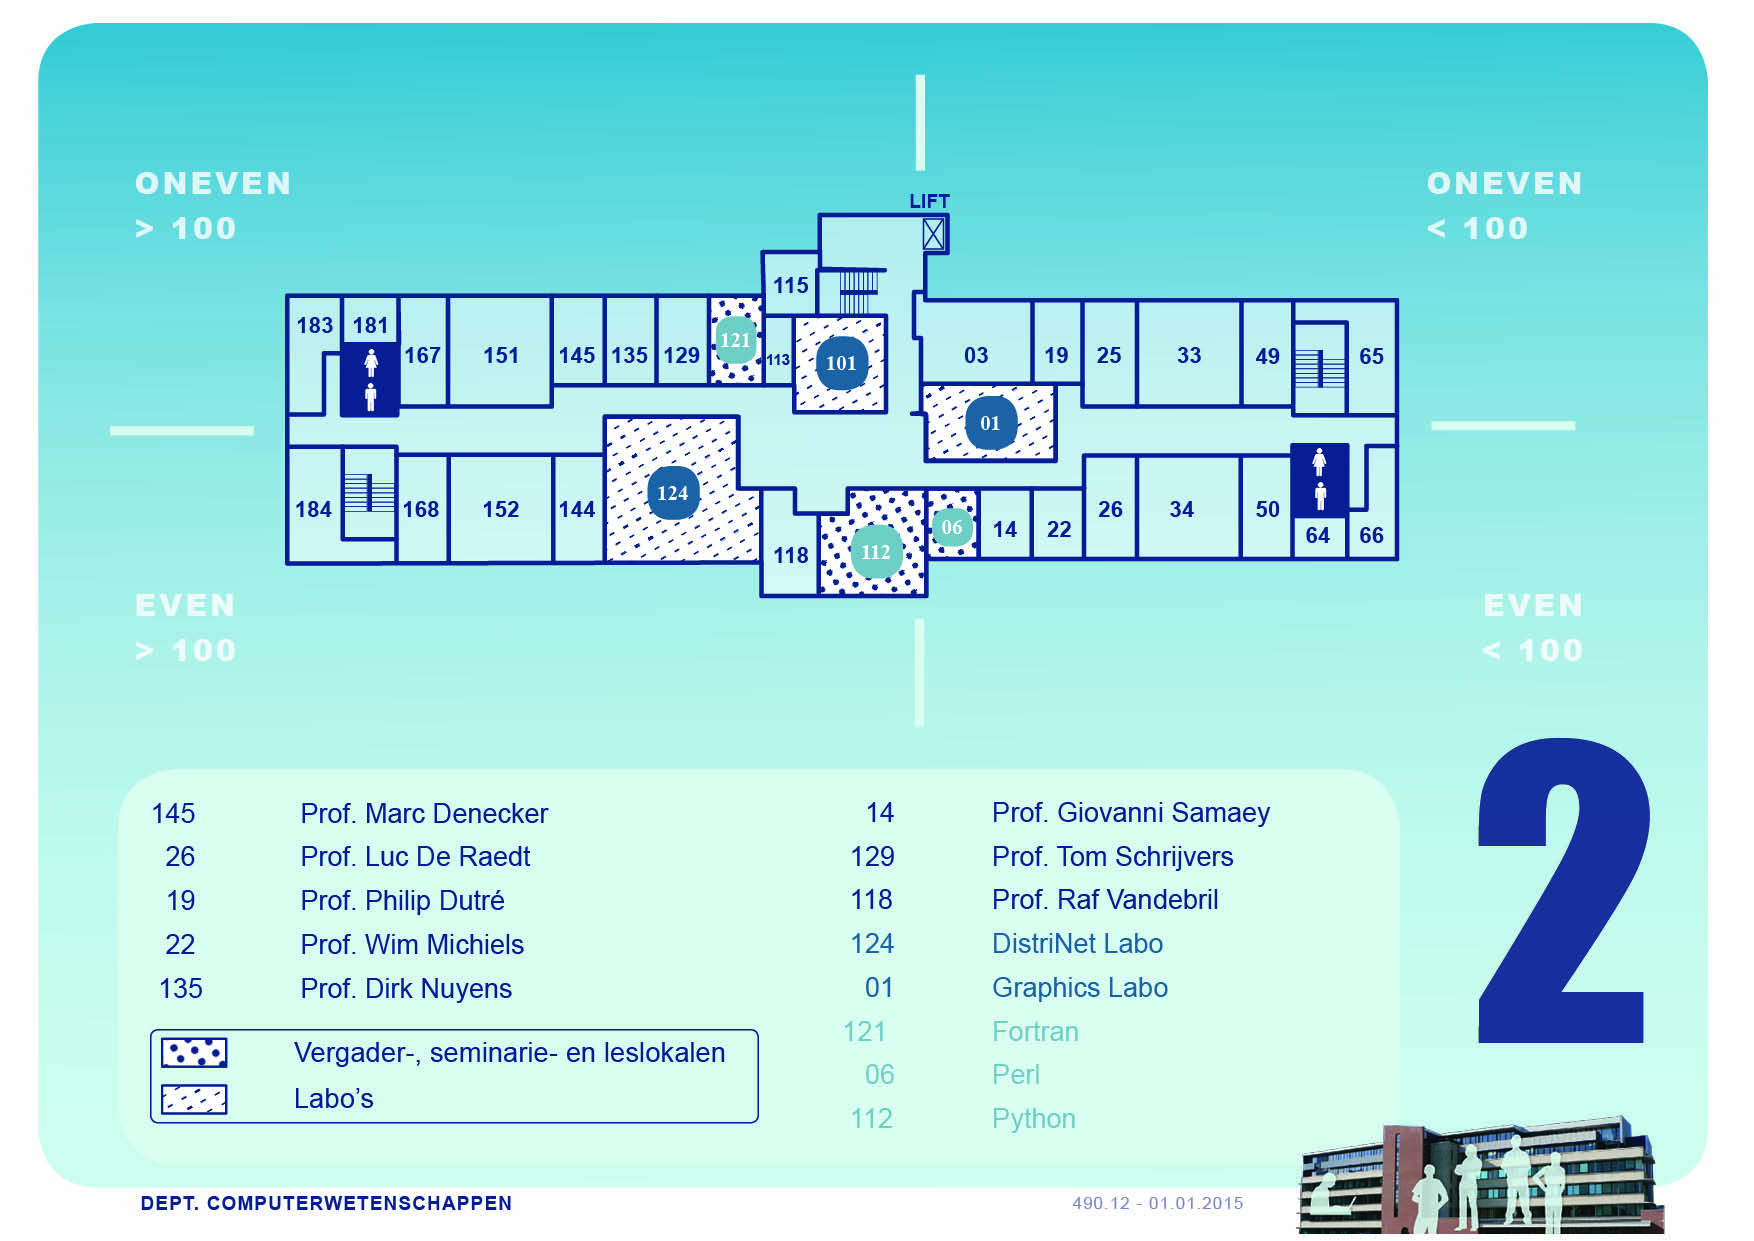 ONEVEN
> 100
ONEVEN
< 100
LIFT
115
183 181 167 151 145 135 129 121 113 101 03 19 25 33 49 65
01
184 168 152 144 124 118 112 06 14 22 26 34 50 64 66
EVEN
> 100
EVEN
< 100
2
145 Prof. Marc Denecker
26 Prof. Luc De Raedt
19 Prof. Philip Dutré
22 Prof. Wim Michiels
135 Prof. Dirk Nuyens
Vergader-, seminarie- en leslokalen
Labo’s
14 Prof. Giovanni Samaey
129 Prof. Tom Schrijvers
118 Prof. Raf Vandebril
124 DistriNet Labo
01 Graphics Labo
121 Fortran
06 Perl
112 Python
DEPT. COMPUTERWETENSCHAPPEN
490.12 - 01.01.2015